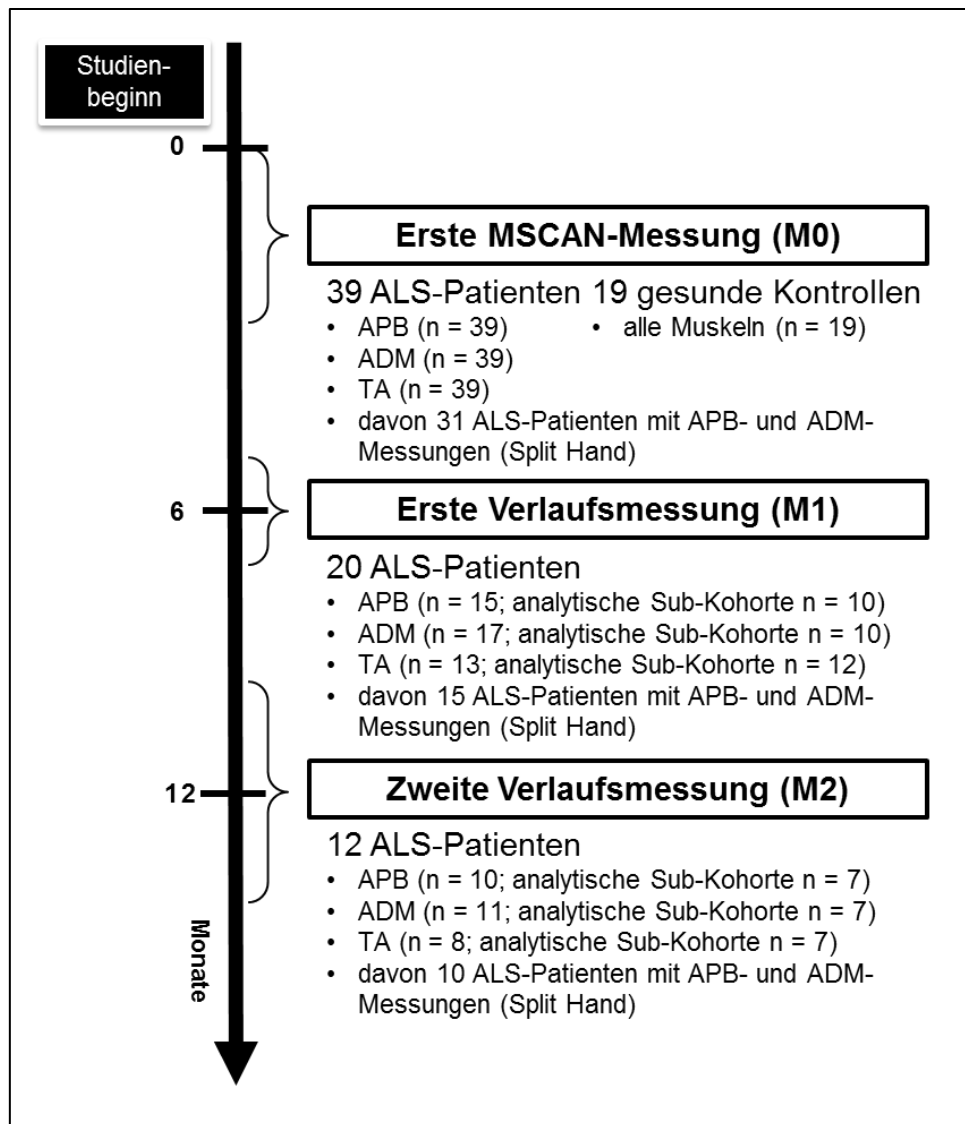 Studien-
beginn
0
Erste MSCAN-Messung (M0)
39 ALS-Patienten 19 gesunde Kontrollen
• APB (n = 39) • alle Muskeln (n = 19)
• ADM (n = 39)
• TA (n = 39)
• davon 31 ALS-Patienten mit APB- und ADM-
Messungen (Split Hand)
6
Erste Verlaufsmessung (M1)
20 ALS-Patienten
• APB (n = 15; analytische Sub-Kohorte n = 10)
• ADM (n = 17; analytische Sub-Kohorte n = 10)
• TA (n = 13; analytische Sub-Kohorte n = 12)
• davon 15 ALS-Patienten mit APB- und ADM-
Messungen (Split Hand)
12
Zweite Verlaufsmessung (M2)
12 ALS-Patienten
• APB (n = 10; analytische Sub-Kohorte n = 7)
• ADM (n = 11; analytische Sub-Kohorte n = 7)
• TA (n = 8; analytische Sub-Kohorte n = 7)
• davon 10 ALS-Patienten mit APB- und ADM-
Messungen (Split Hand)
Monate